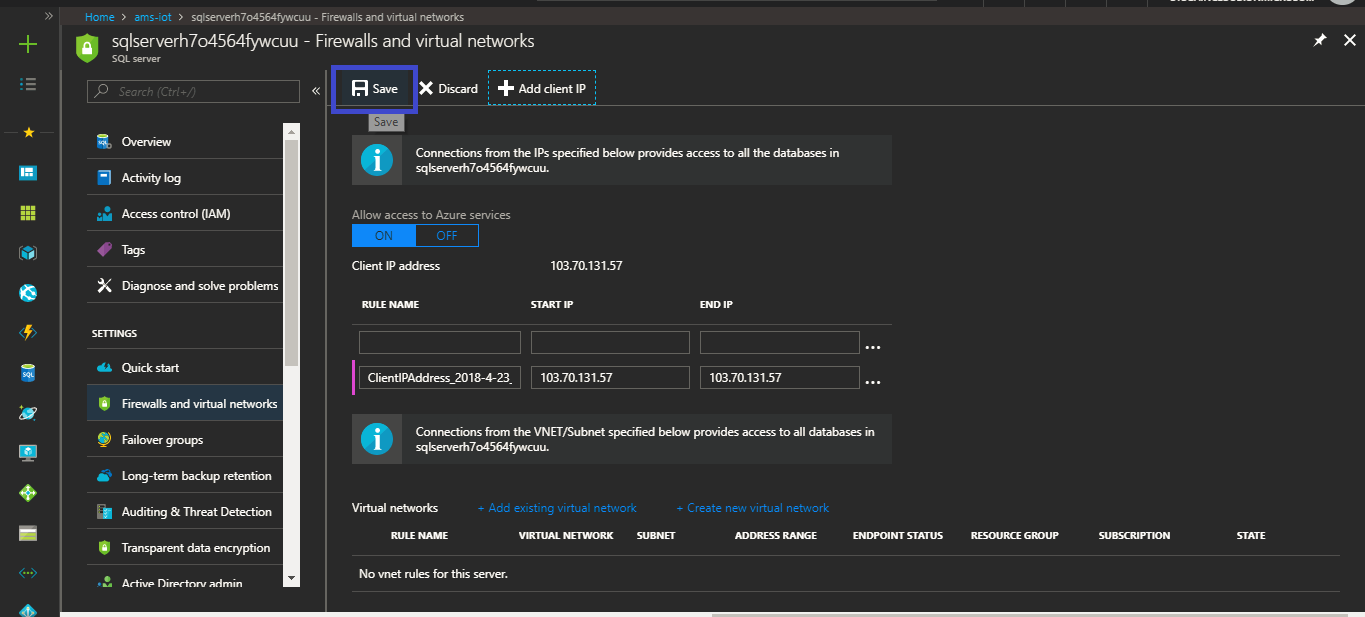 Home > ams-iot > sqlserverh7o4564fywcuu - Firewalls and virtual networks
sqlserverh7o4564fywcuu - Firewalls and virtual networks
SQL server
Search (Ctrl+/)
Overview
Activity log
Access control (IAM)
Tags
Diagnose and solve problems
SETTINGS
Quick start
Firewalls and virtual networks
Failover groups
Long-term backup retention
Auditing & Threat Detection
Transparent data encryption
Active Directory admin
Save Discard Add client IP
Save
Connections from the IPs specified below provides access to all the databases in
sqlserverh7o4564fywcuu.
Allow access to Azure services
ON OFF
Client IP address 103.70.131.57
RULE NAME START IP END IP
ClientIPAddress_2018-4-23_ 103.70.131.57 103.70.131.57
Connections from the VNET/Subnet specified below provides access to all databases in
sqlserverh7o4564fywcuu.
Virtual networks + Add existing virtual network + Create new virtual network
RULE NAME VIRTUAL NETWORK SUBNET ADDRESS RANGE ENDPOINT STATUS RESOURCE GROUP SUBSCRIPTION STATE
No vnet rules for this server.